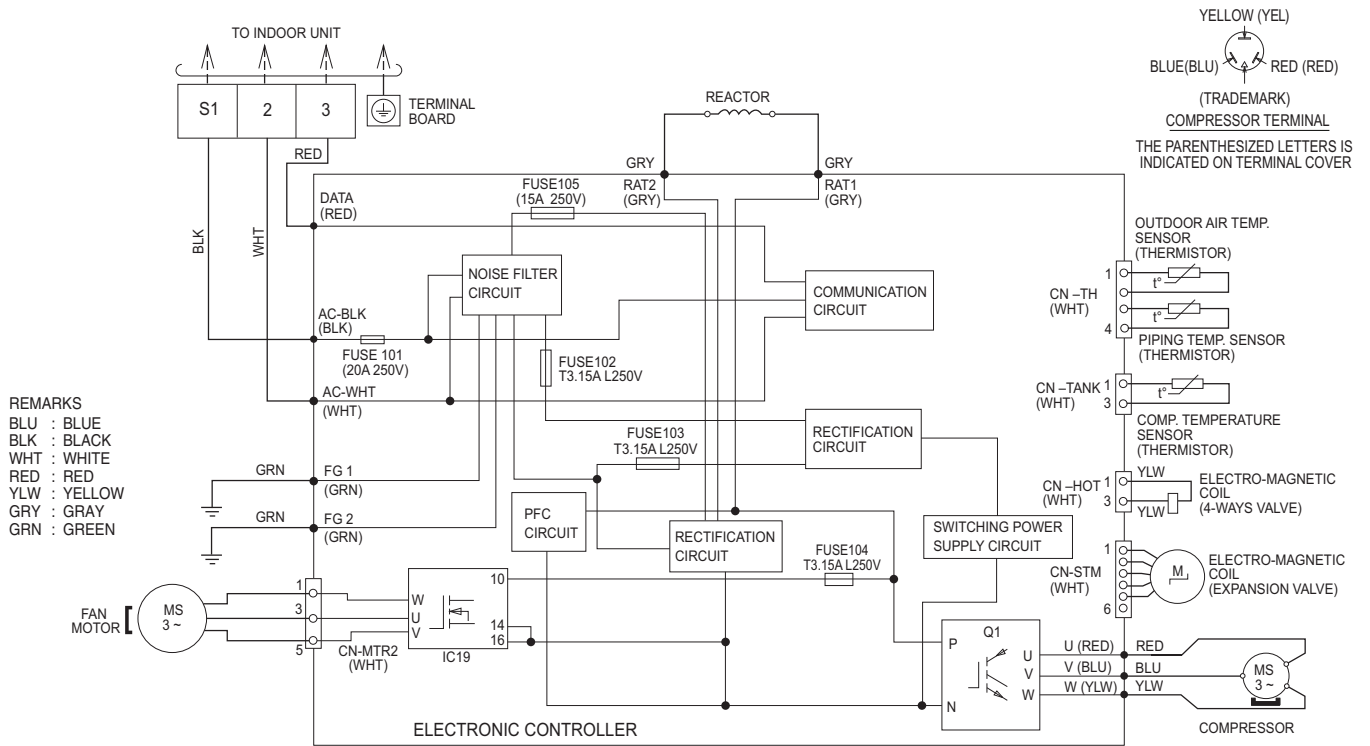 TO INDOOR UNIT
S1
2
3
TERMINAL
BOARD
RED
BLK
WHT
REACTOR
GRY
GRY
RAT2
(GRY)
RAT1
(GRY)
YELLOW (YEL)
BLUE(BLU)
RED (RED)
(TRADEMARK)
COMPRESSOR TERMINAL
THE PARENTHESIZED LETTERS IS
INDICATED ON TERMINAL COVER
DATA
(RED)
FUSE105
(15A 250V)
NOISE FILTER
CIRCUIT
COMMUNICATION
CIRCUIT
AC-BLK
(BLK)
FUSE 101
(20A 250V)
FUSE102
T3.15A L250V
AC-WHT
(WHT)
FUSE103
T3.15A L250V
RECTIFICATION
CIRCUIT
REMARKS
BLU : BLUE
BLK : BLACK
WHT : WHITE
RED : RED
YLW : YELLOW
GRY : GRAY
GRN : GREEN
GRN
FG 1
(GRN)
GRN
FG 2
(GRN)
PFC
CIRCUIT
RECTIFICATION
CIRCUIT
SWITCHING POWER
SUPPLY CIRCUIT
FUSE104
T3.15A L250V
FAN
MOTOR
MS
3 ~
1
3
5
CN-MTR2
(WHT)
W
U
V
10
14
16
IC19
Q1
P
N
U
V
W
U (RED)
V (BLU)
W (YLW)
RED
BLU
YLW
MS
3 ~
COMPRESSOR
ELECTRONIC CONTROLLER
OUTDOOR AIR TEMP.
SENSOR
(THERMISTOR)
1
CN –TH
(WHT)
4
t°
t°
PIPING TEMP. SENSOR
(THERMISTOR)
CN –TANK
(WHT)
1
3
t°
COMP. TEMPERATURE
SENSOR
(THERMISTOR)
CN –HOT
(WHT)
1
3
YLW
YLW
ELECTRO-MAGNETIC
COIL
(4-WAYS VALVE)
1
CN-STM
(WHT)
6
M
ELECTRO-MAGNETIC
COIL
(EXPANSION VALVE)